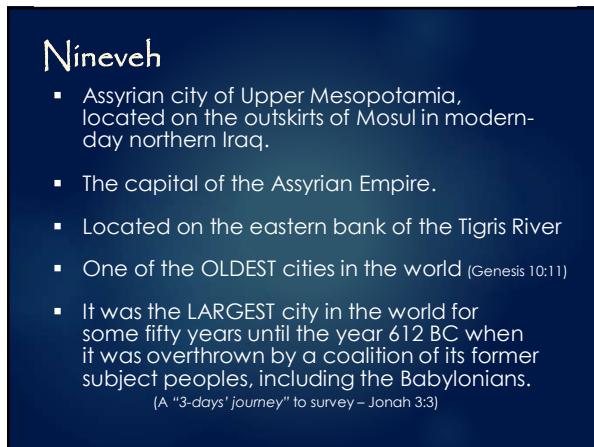 Nineveh
▪ Assyrian city of Upper Mesopotamia,
located on the outskirts of Mosul in modern-
day northern Iraq.
▪ The capital of the Assyrian Empire.
▪ Located on the eastern bank of the Tigris River
▪ One of the OLDEST cities in the world (Genesis 10:11)
▪ It was the LARGEST city in the world for
some fifty years until the year 612 BC when
it was overthrown by a coalition of its former
subject peoples, including the Babylonians.
(A “3-days’ journey” to survey – Jonah 3:3)